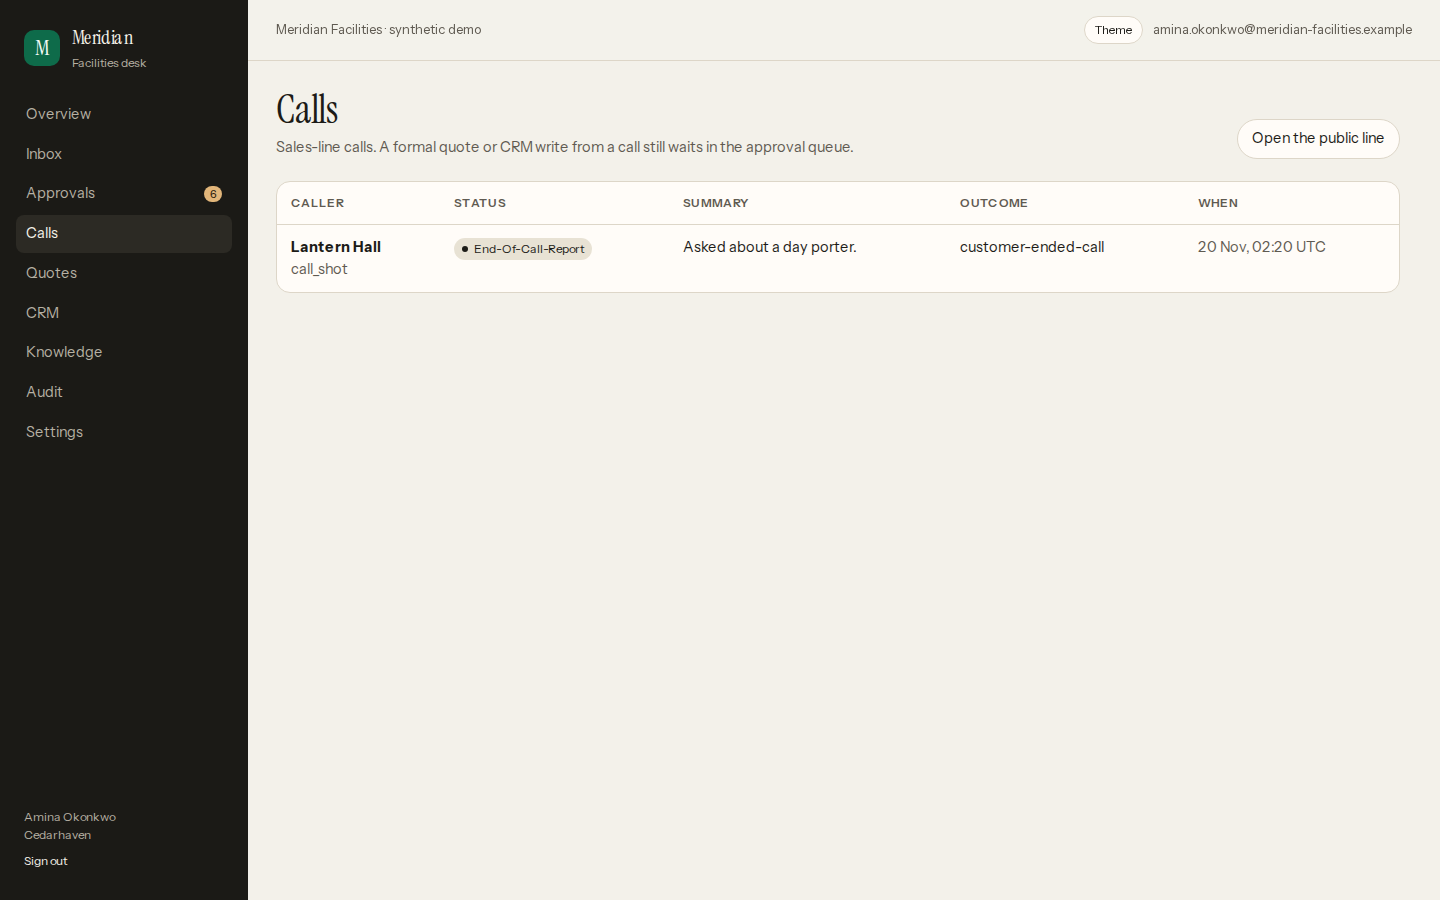 M
Meridian
Facilities desk
Overview
Inbox
Approvals 6
Calls
Quotes
CRM
Knowledge
Audit
Settings
Amina Okonkwo
Cedarhaven
Sign out
Meridian Facilities · synthetic demo
Theme
amina.okonkwo@meridian-facilities.example
Calls
Sales-line calls. A formal quote or CRM write from a call still waits in the approval queue.
Open the public line
CALLER STATUS SUMMARY OUTCOME WHEN
Lantern Hall End-Of-Call-Report Asked about a day porter. customer-ended-call 20 Nov, 02:20 UTC
call_shot